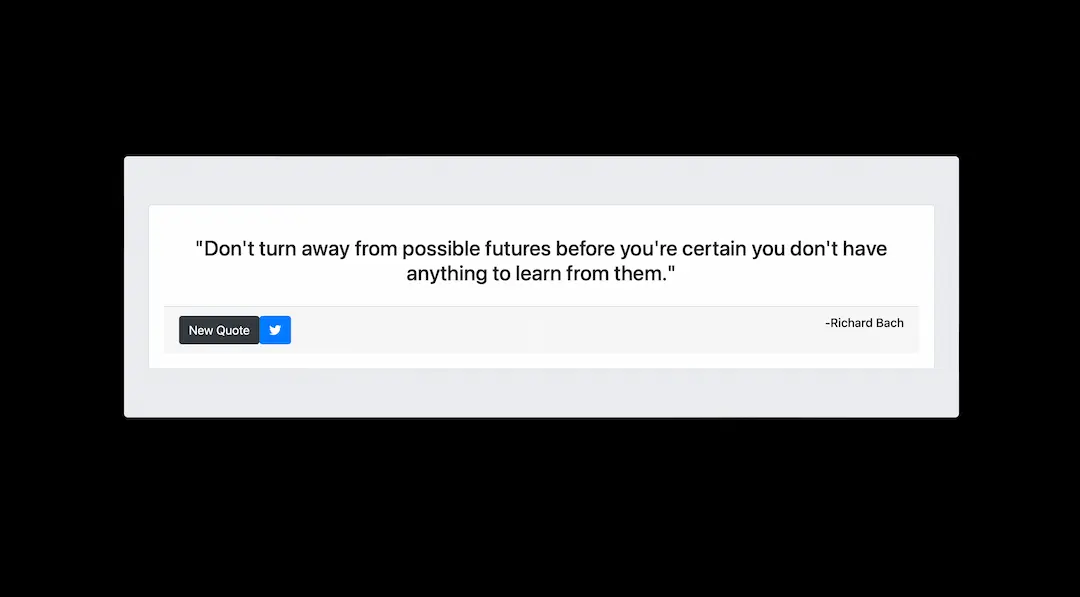 "Don't turn away from possible futures before you're certain you don't have
anything to learn from them."
New Quote
-Richard Bach